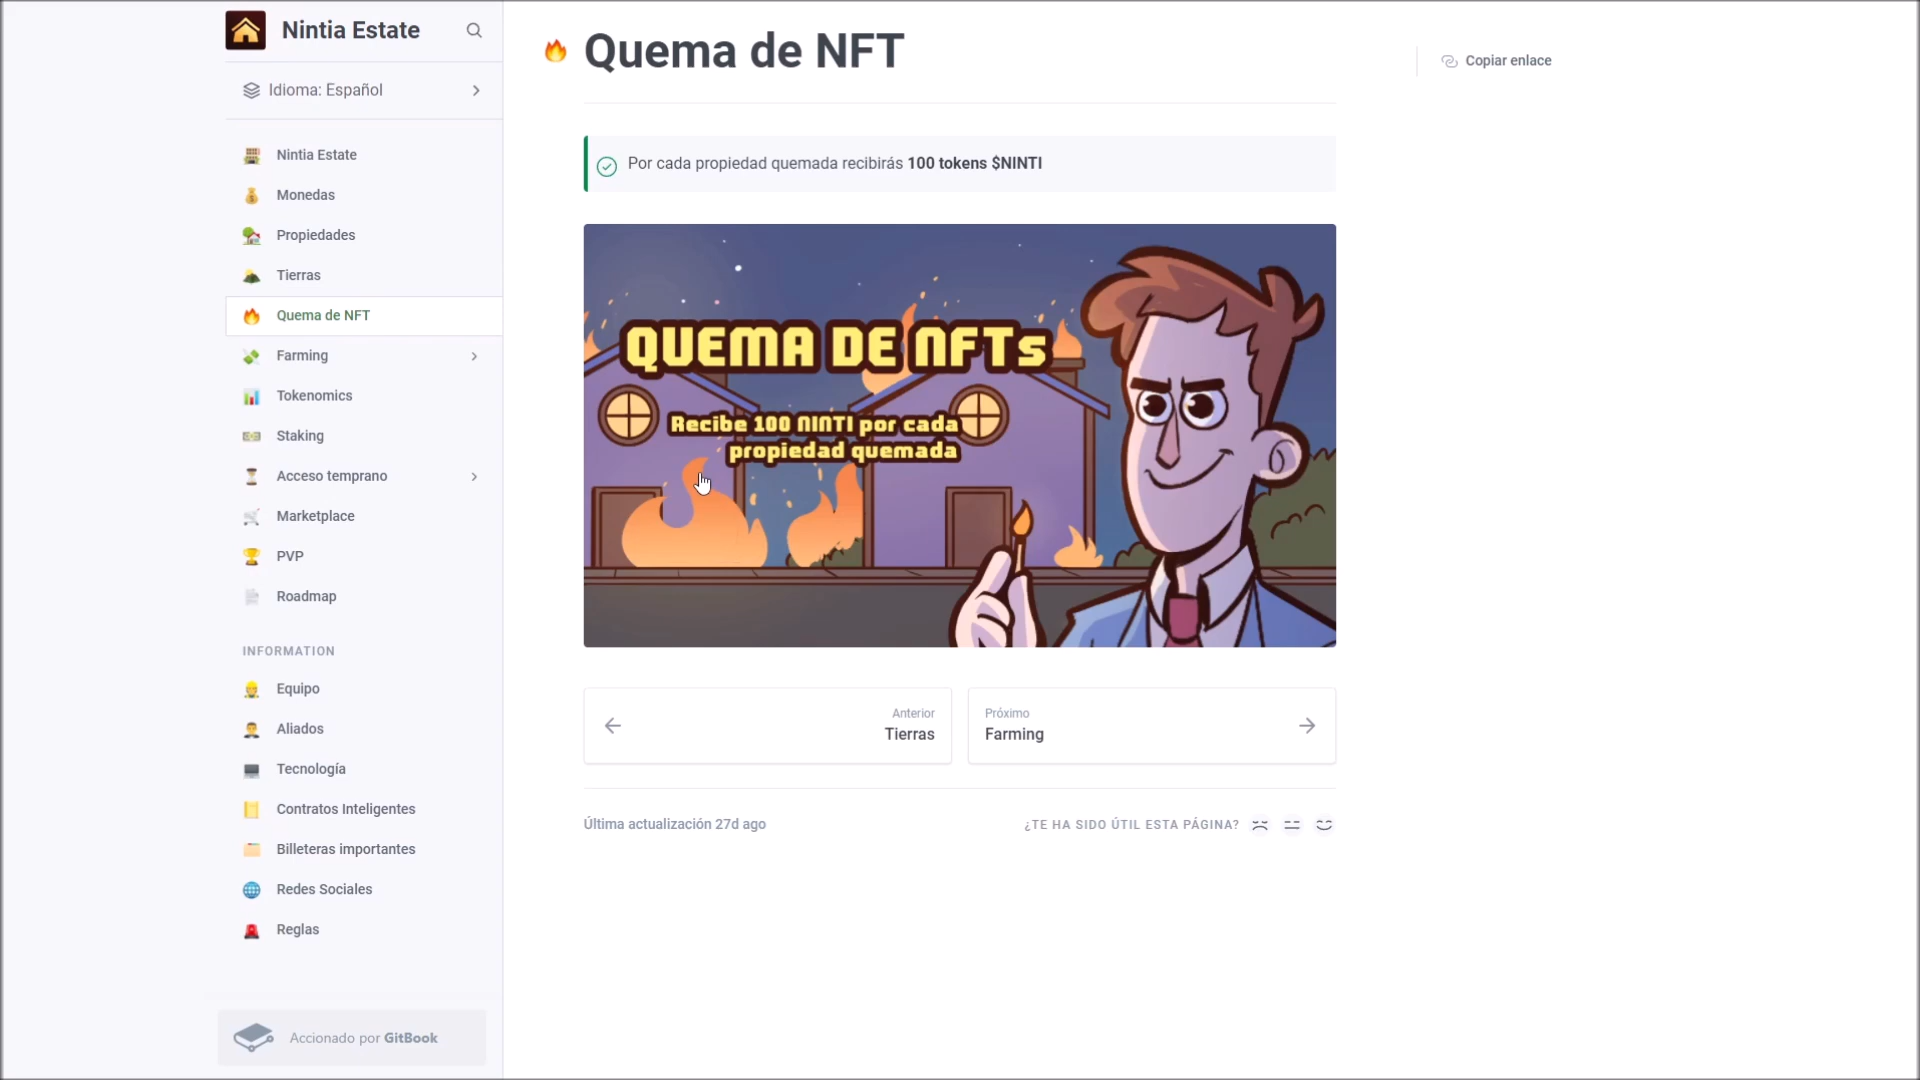 Nintia Estate
Idioma: Español
Nintia Estate
Monedas
Propiedades
Tierras
Quema de NFT
Farming
Tokenomics
Staking
Acceso temprano
Marketplace
PVP
Roadmap
INFORMATION
Equipo
Aliados
Tecnología
Contratos Inteligentes
Billeteras importantes
Redes Sociales
Reglas
Accionado por GitBook
Quema de NFT
Por cada propiedad quemada recibirás 100 tokens $NINTI
QUEMA DE NFTs
Recibe 100 NINTI por cada
propiedad quemada
Anterior
Tierras
Próximo
Farming
Última actualización 27d ago
¿TE HA SIDO ÚTIL ESTA PÁGINA?
Copiar enlace